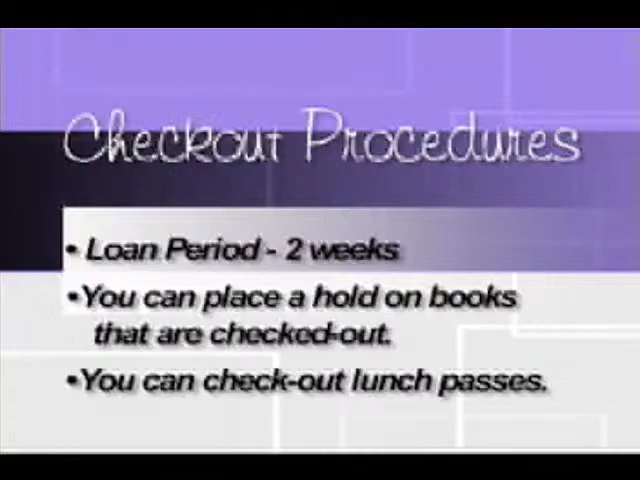 Checkout Procedures
• Loan Period - 2 weeks
•You can place a hold on books
that are checked-out.
•You can check-out lunch passes.